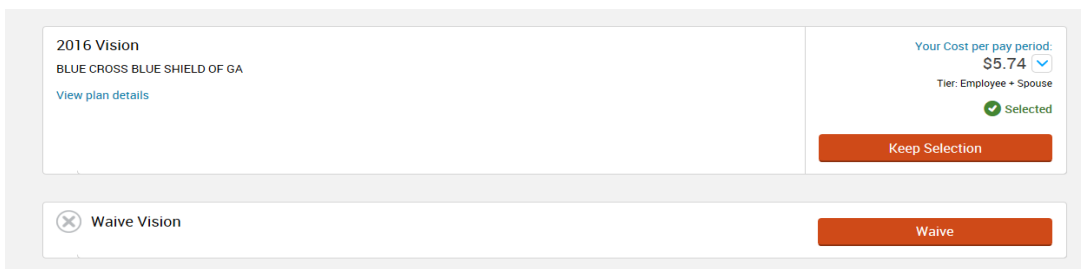 2016 Vision
BLUE CROSS BLUE SHIELD OF GA
View plan details
Your Cost per pay period:
$5.74
Tier: Employee + Spouse
Selected
Keep Selection
Waive Vision
Waive